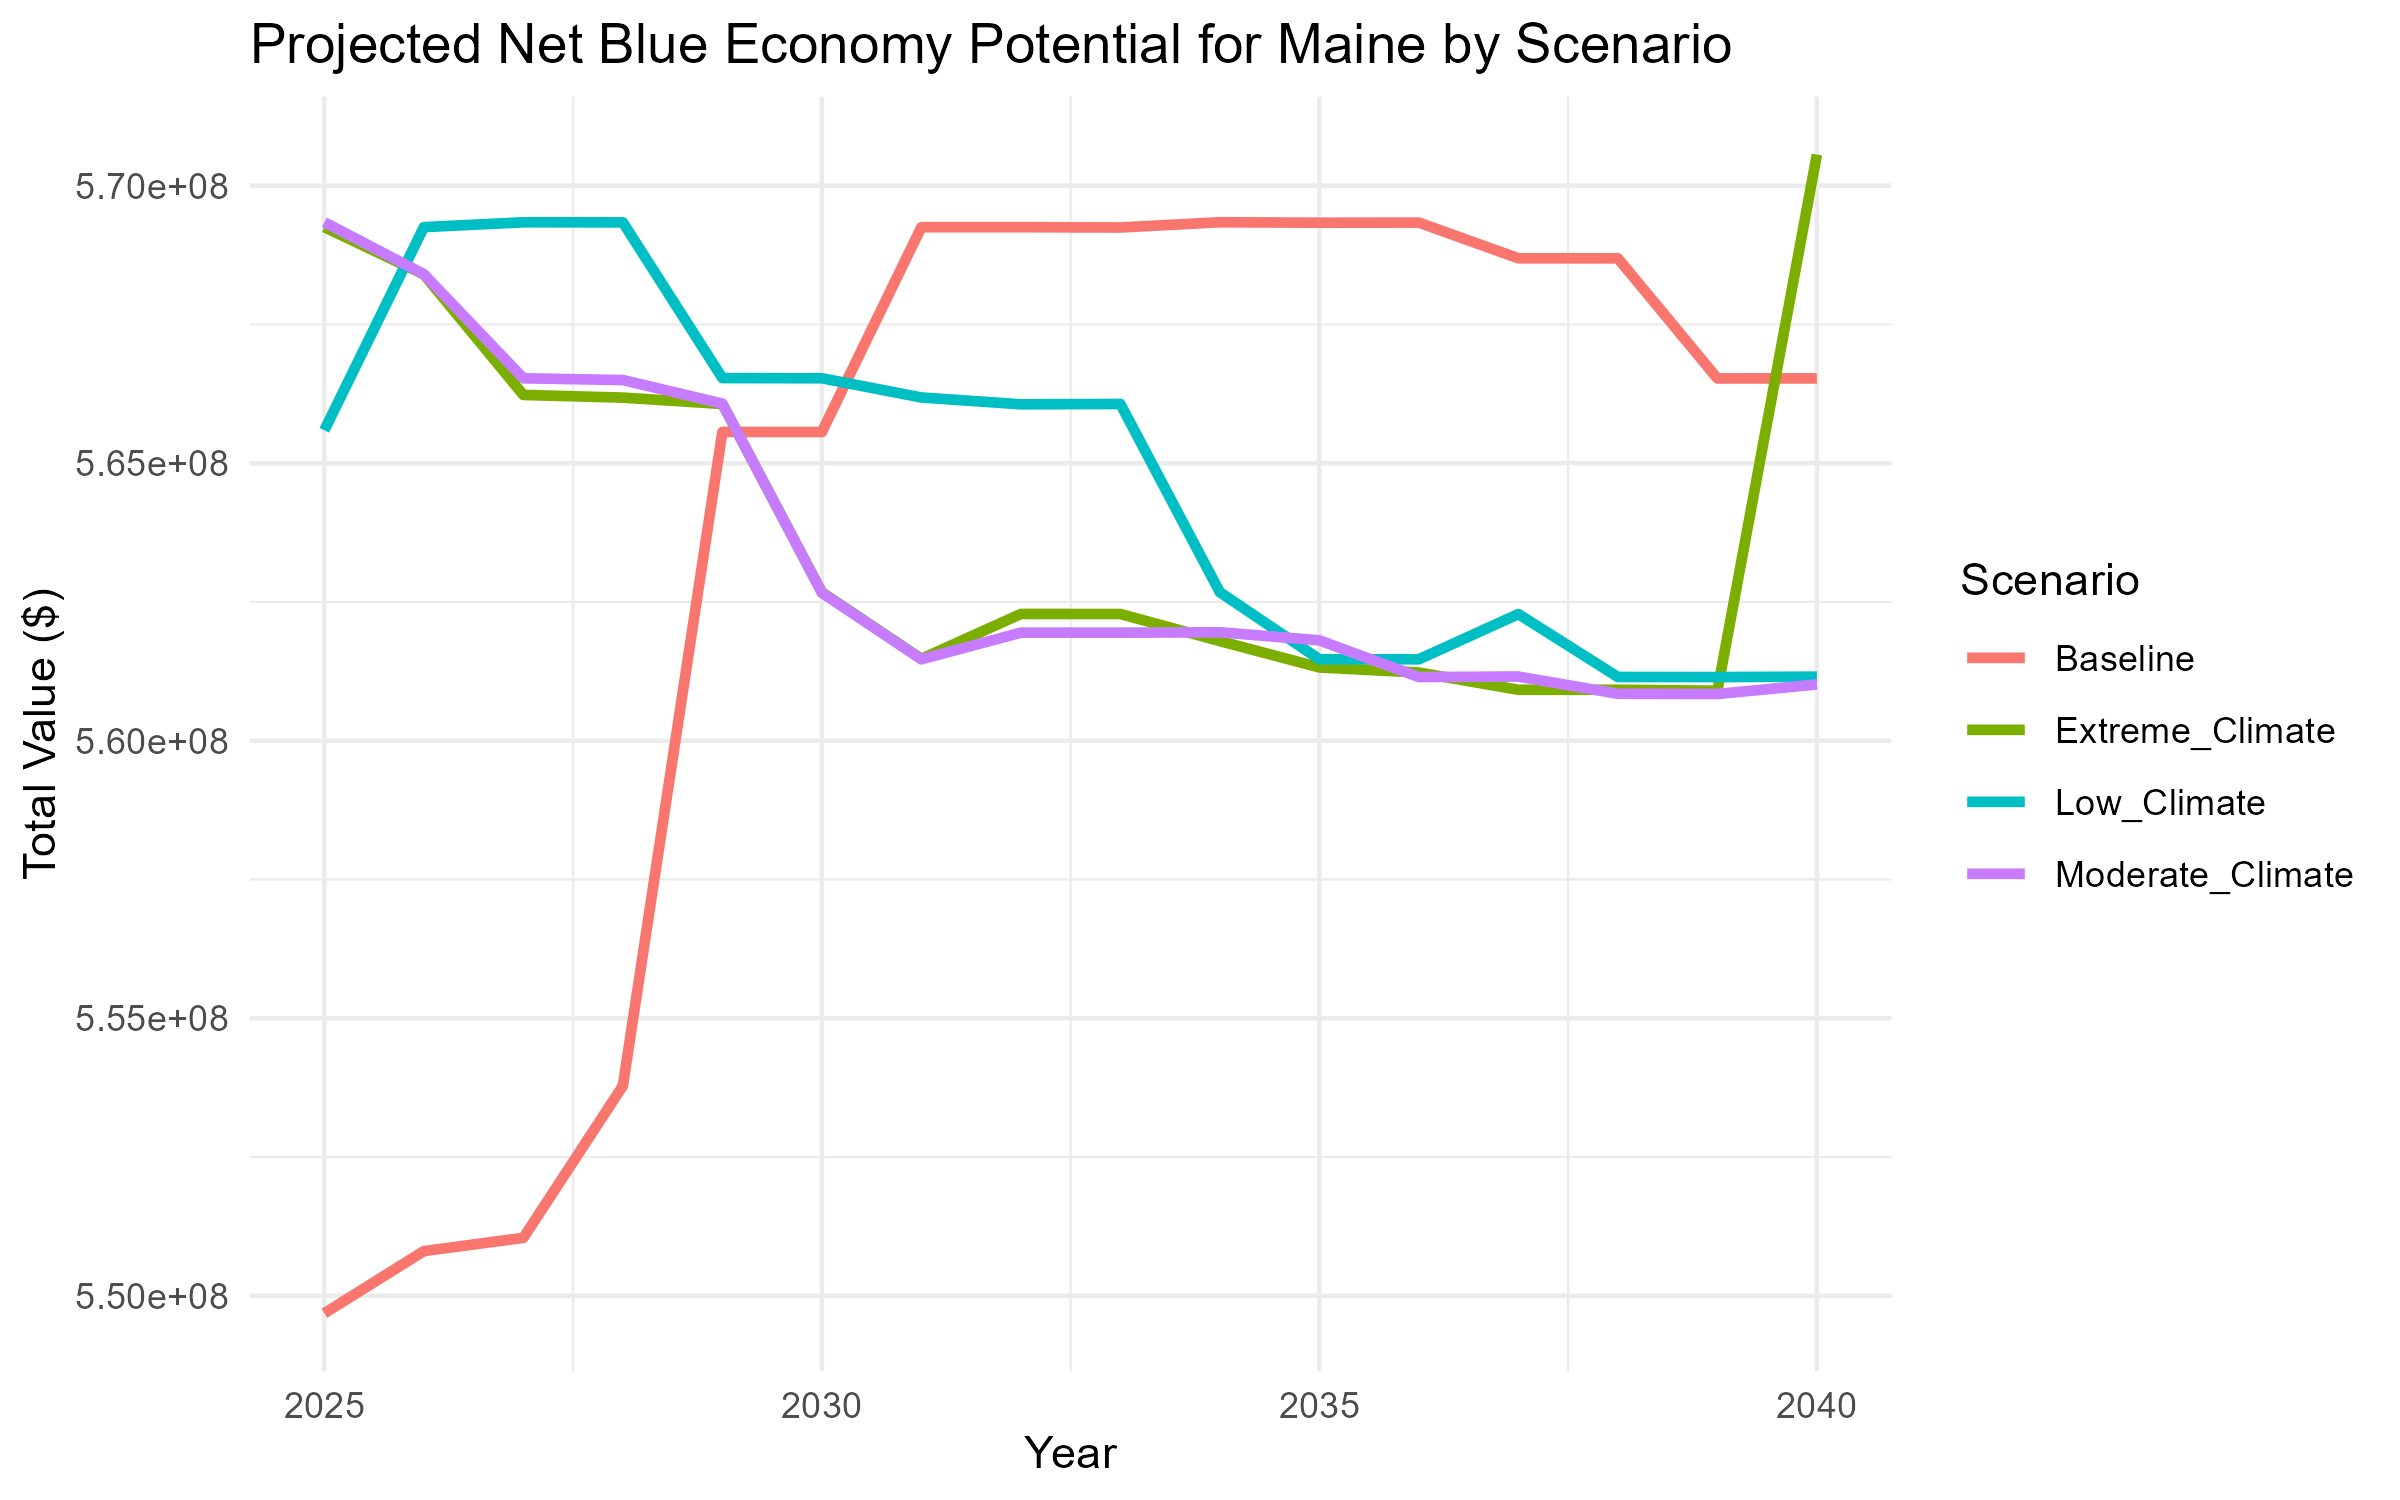 Projected Net Blue Economy Potential for Maine by Scenario
5.70e+08
5.65e+08
5.60e+08
5.55e+08
5.50e+08
Total Value ($)
2025
2030
2035
2040
Year
Scenario
Baseline
Extreme_Climate
Low_Climate
Moderate_Climate